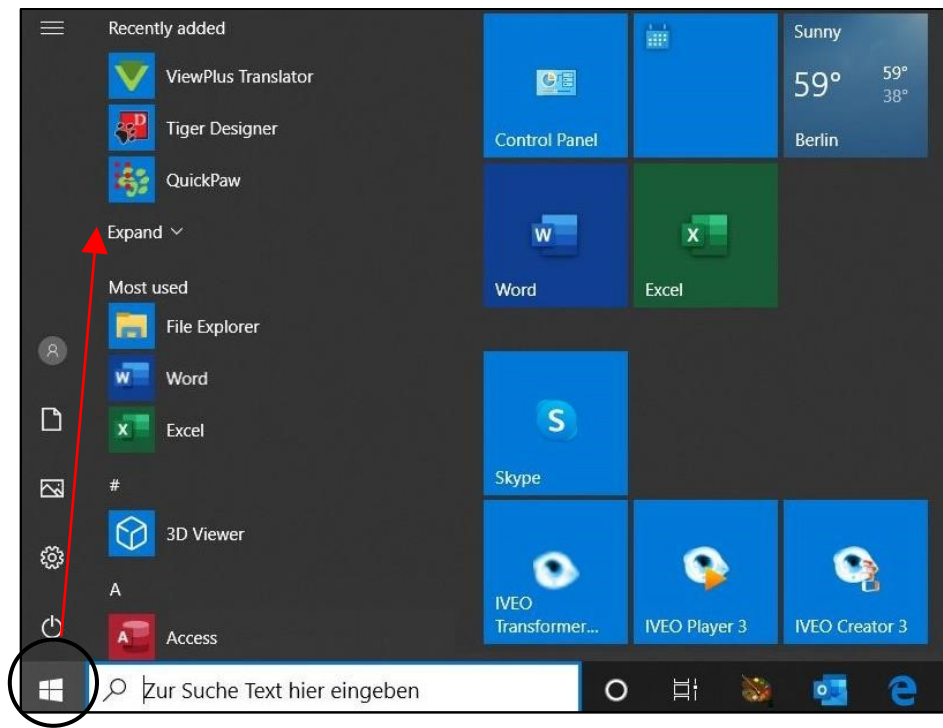 Recently added
ViewPlus Translator
Tiger Designer
QuickPaw
Expand
Most used
File Explorer
Word
Excel
#
3D Viewer
A
Access
Control Panel
Sunny
59° 59°
38°
Berlin
Word
Excel
Skype
IVEO
Transformer...
IVEO Player 3
IVEO Creator 3
Zur Suche Text hier eingeben